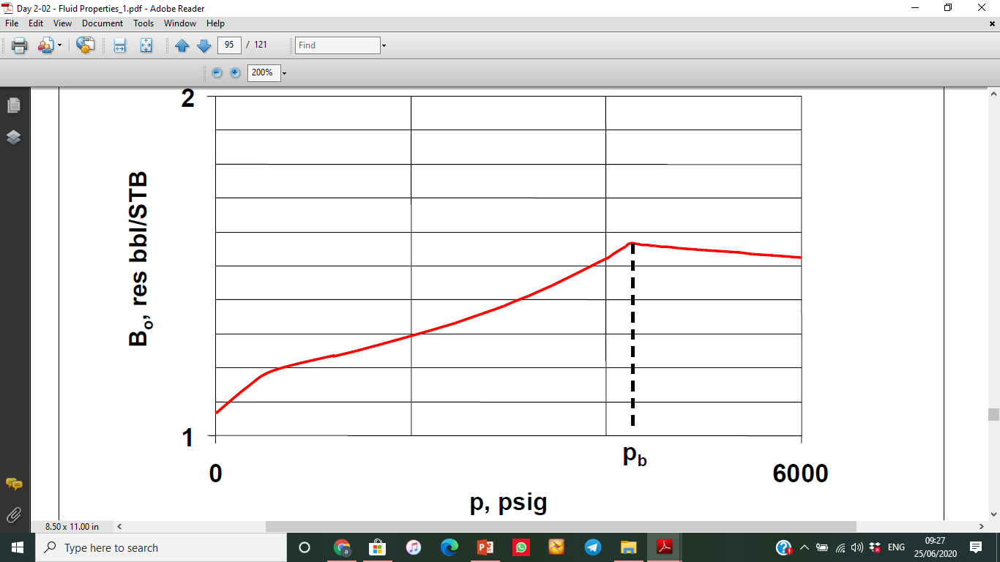 Day 2-02 - Fluid Properties_1.pdf - Adobe Reader
File Edit View Document Tools Window Help
95 / 121 Find
200%
2
Bo, res bbl/STB
1
pb
0 6000
p, psig
8.50 x 11.00 in
Type here to search
ENG
09:27
25/06/2020